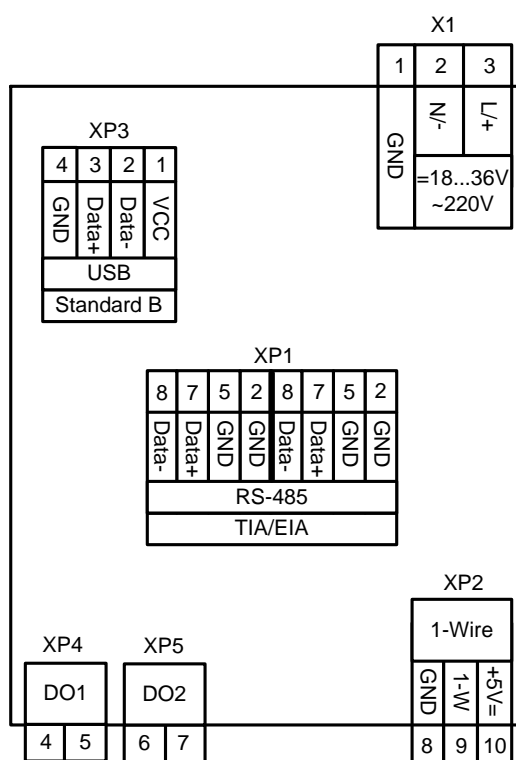 X1
1 2 3
GND N/- L/+
=18...36V
~220V
XP3
4 3 2 1
GND Data+ Data- VCC
USB
Standard B
XP1
8 7 5 2 8 7 5 2
Data- Data+ GND GND Data- Data+ GND GND
RS-485
TIA/EIA
XP2
1-Wire
GND 1-W +5V=
8 9 10
XP4 XP5
DO1 DO2
4 5 6 7